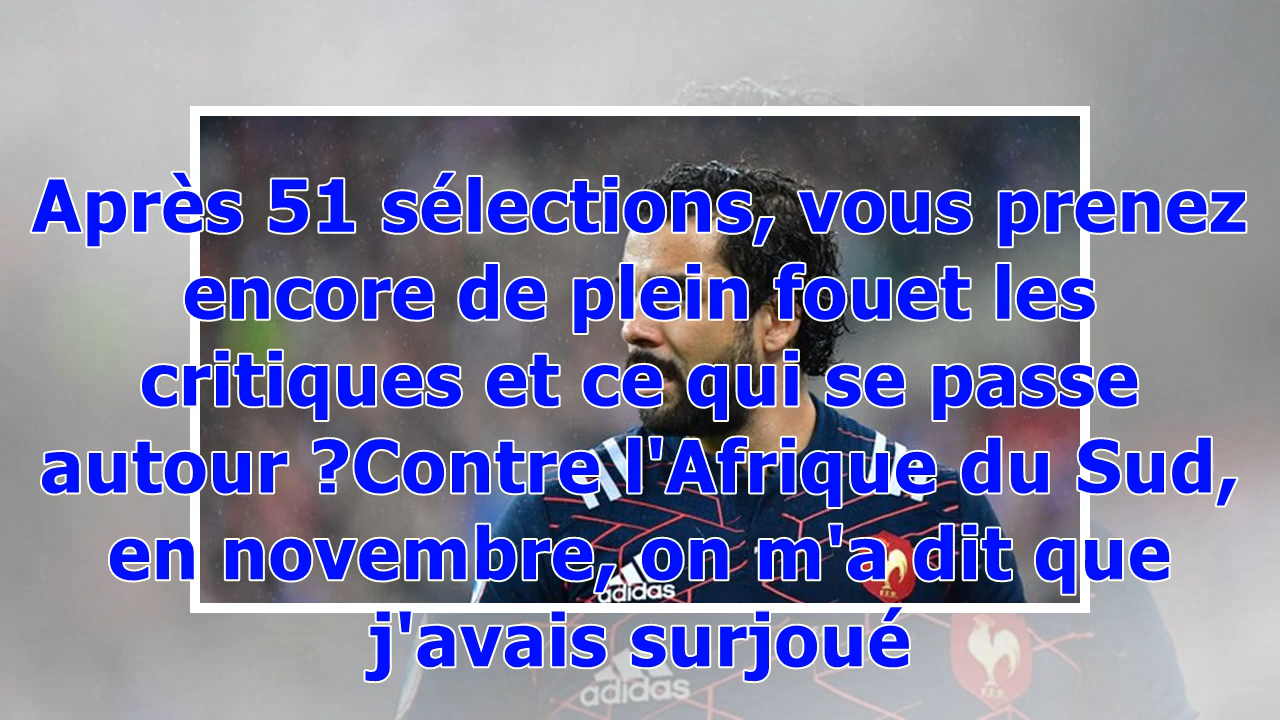 Après 51 sélections, vous prenez
encore de plein fouet les
critiques et ce qui se passe
autour ?Contre l'Afrique du Sud,
en novembre, on m'a dit que
j'avais surjoué
adidas
F.F.R.
adidas
F.F.R.